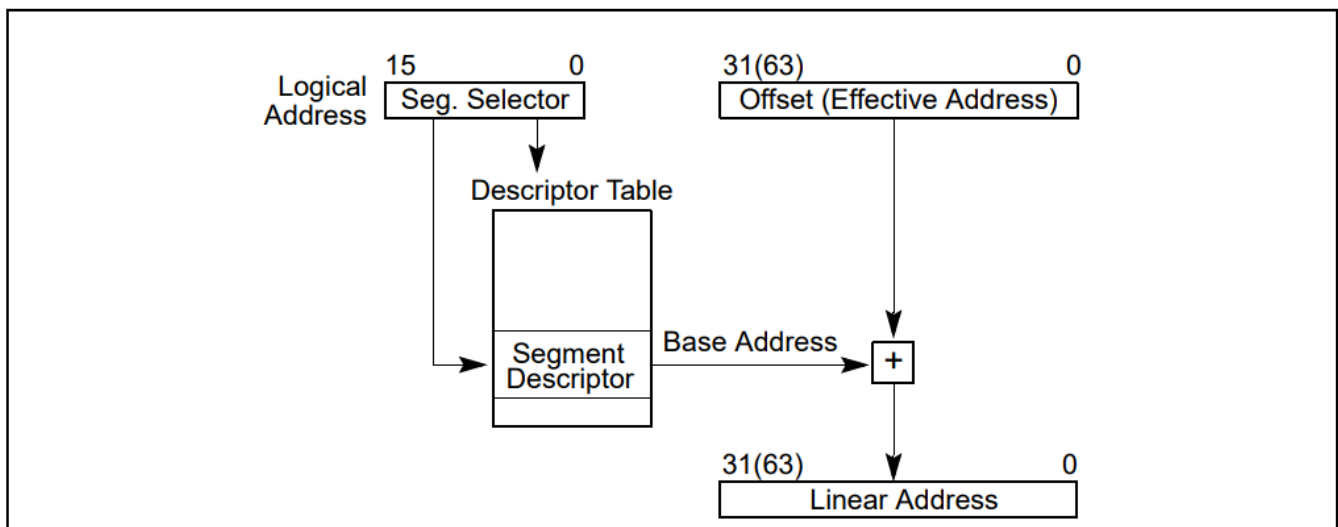 15 0
31(63) 0
Logical
Address
Seg. Selector
Offset (Effective Address)
Descriptor Table
Base Address
Segment
Descriptor
+
31(63) 0
Linear Address